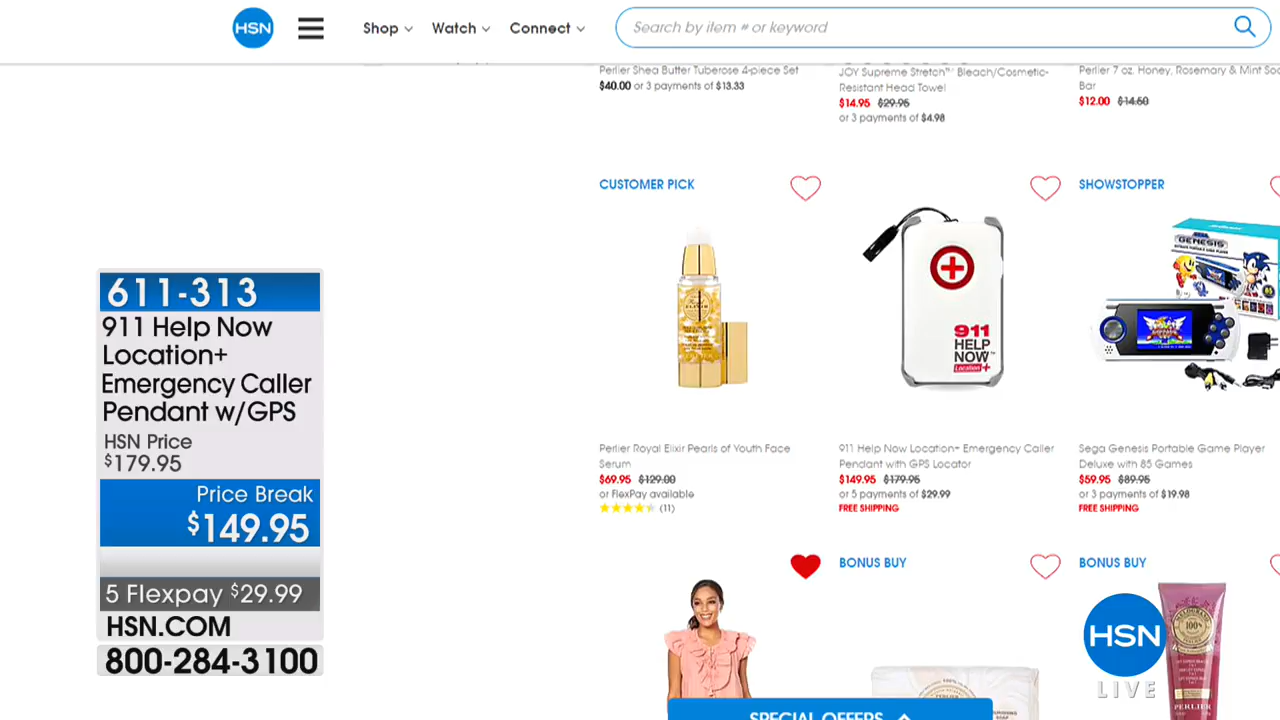 HSN
Shop
Watch
Connect
Search by item # or keyword
Perlier Shea Butter Tuberose 4-piece Set
$40.00 or 3 payments of $13.33
JOY Supreme Stretch™ Bleach/Cosmetic-
Resistant Head Towel
$14.95 $29.95
or 3 payments of $4.98
Perlier 7 oz. Honey, Rosemary & Mint
Bar
$12.00 $14.50
CUSTOMER PICK
SHOWSTOPPER
GENESIS
911
HELP
NOW™
Location+
Perlier Royal Elixir Pearls of Youth Face
Serum
$69.95 $129.00
or FlexPay available
(11)
911 Help Now Location+ Emergency Caller
Pendant with GPS Locator
$149.95 $179.95
or 5 payments of $29.99
FREE SHIPPING
Sega Genesis Portable Game Player
Deluxe with 85 Games
$59.95 $89.95
or 3 payments of $19.98
FREE SHIPPING
BONUS BUY
BONUS BUY
PERLIER
100%
PERLIER
SPECIAL OFFERS
611-313
911 Help Now
Location+
Emergency Caller
Pendant w/GPS
HSN Price
$179.95
Price Break
$149.95
5 Flexpay $29.99
HSN.COM
800-284-3100
HSN
LIVE